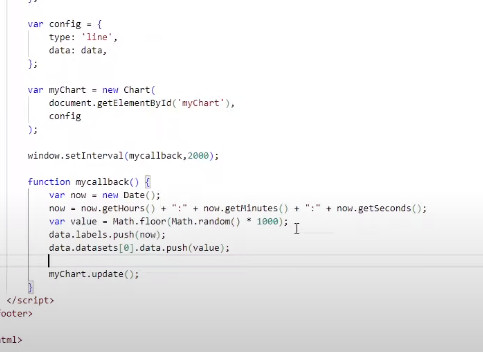 };
var config = {
type: 'line',
data: data,
};
var myChart = new Chart(
document.getElementById('myChart'),
config
);
window.setInterval(mycallback,2000);
function mycallback() {
var now = new Date();
now = now.getHours() + ":" + now.getMinutes() + ":" + now.getSeconds();
var value = Math.floor(Math.random() * 1000);
data.labels.push(now);
data.datasets[0].data.push(value);
myChart.update();
}
</script>
ooter>
html>